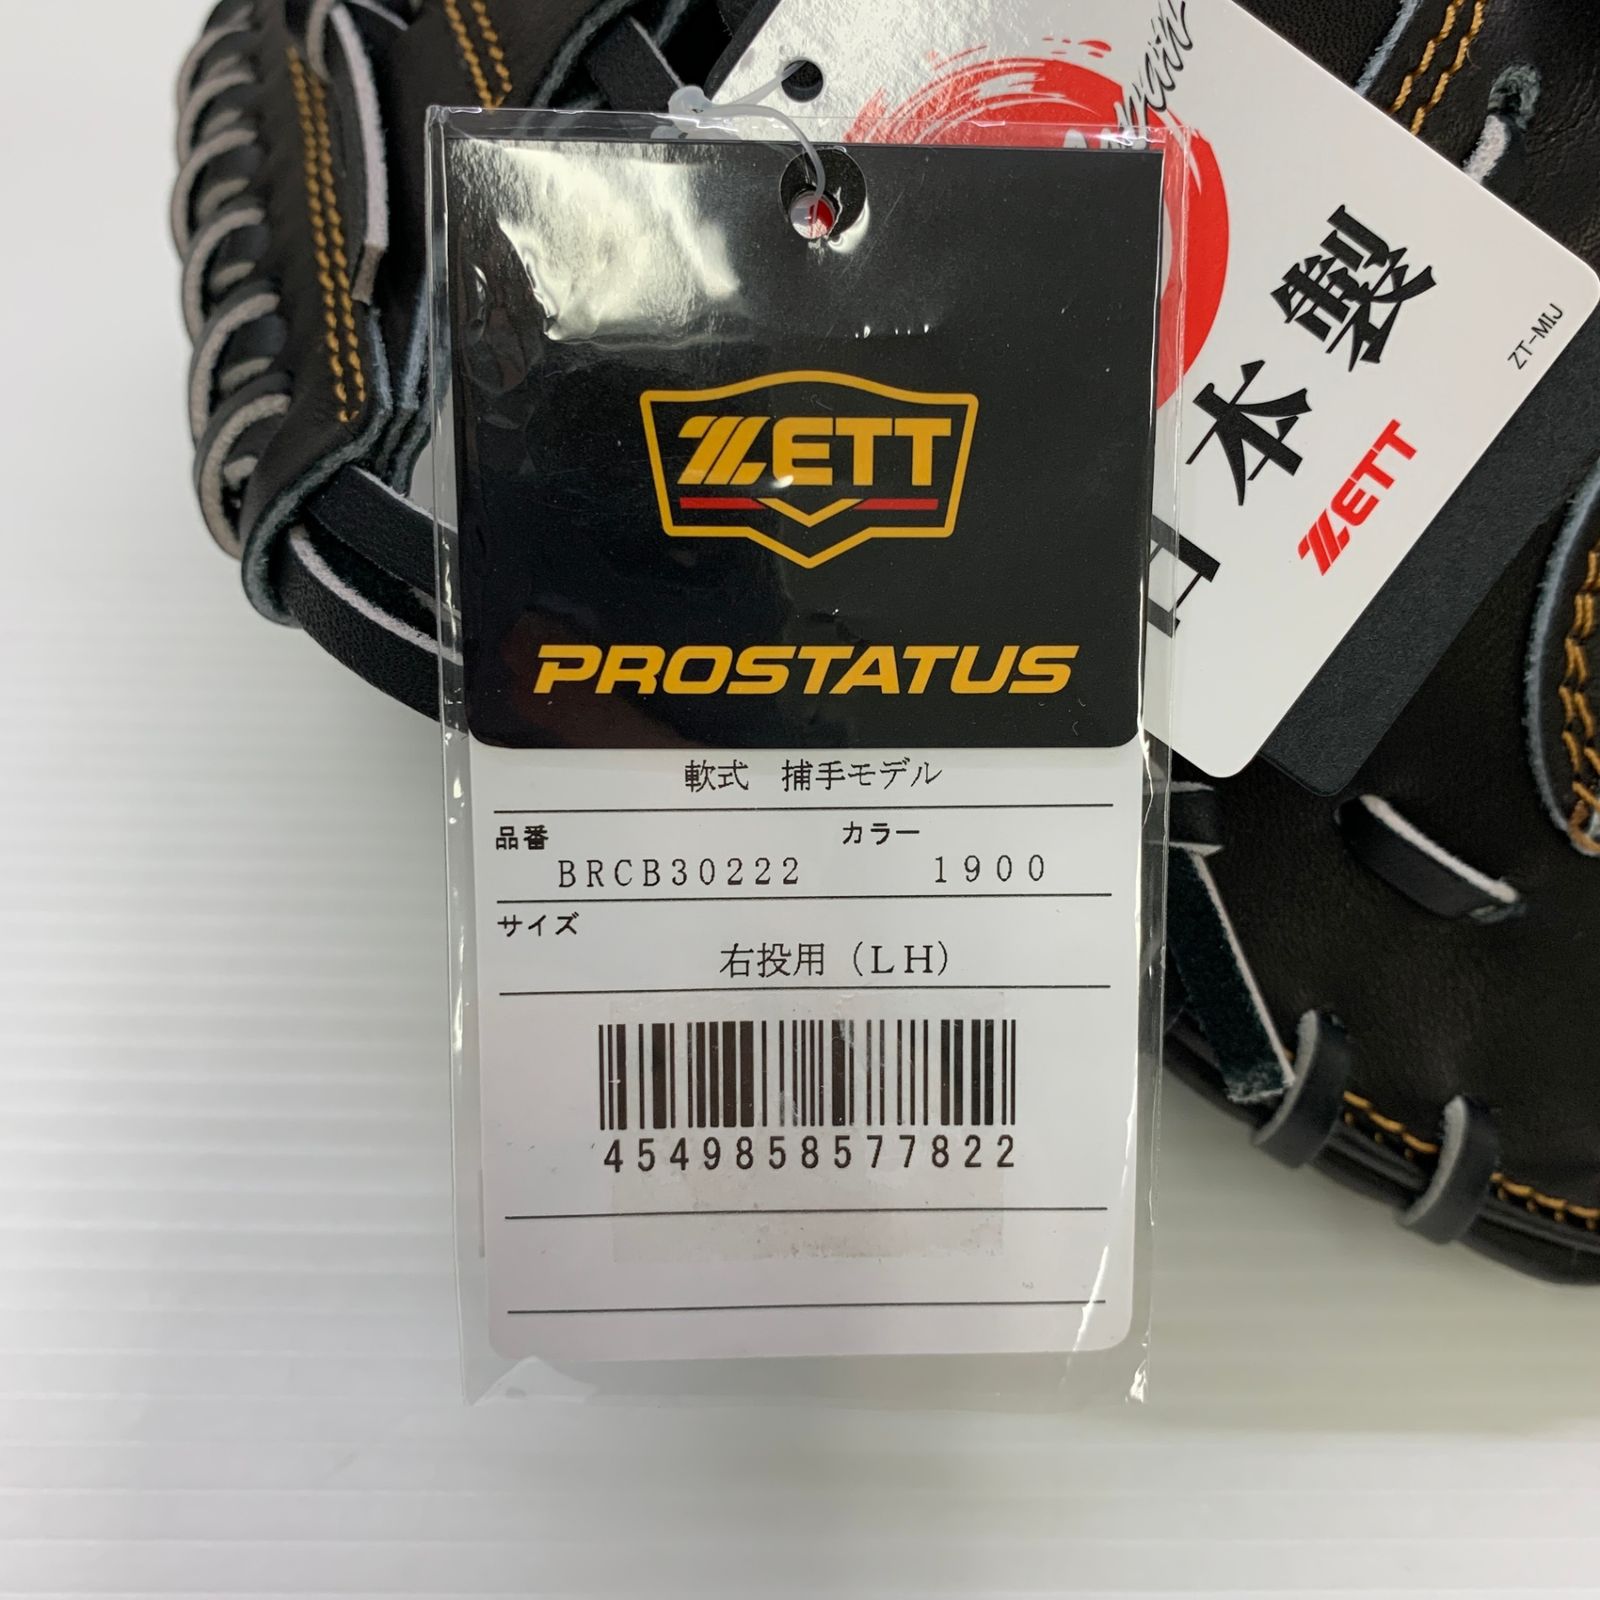 ZETT
PROSTATUS
軟式 捕手モデル
品番 カラー
BRCB30222 1900
サイズ
右投用(LH)
4549858577822
日本製
ZETT
ZT-MIJ